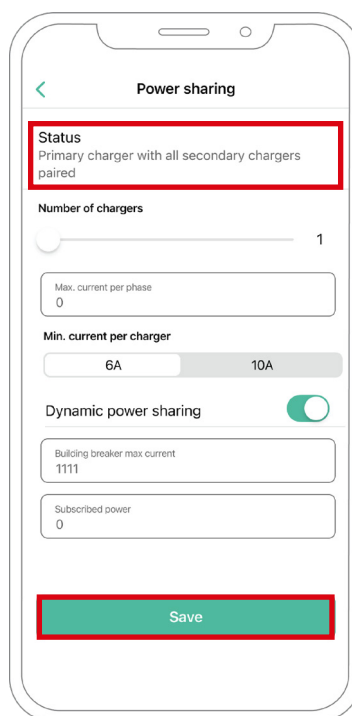 Power sharing
Status
Primary charger with all secondary chargers
paired
Number of chargers
1
Max. current per phase
0
Min. current per charger
6A 10A
Dynamic power sharing
Building breaker max current
1111
Subscribed power
0
Save